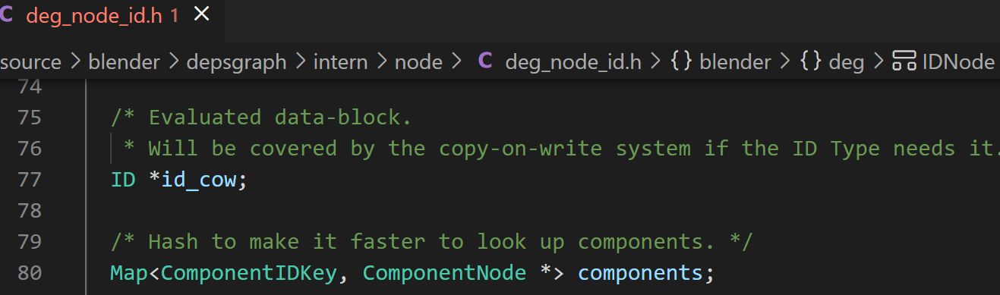 C deg_node_id.h 1 ×
source > blender > depsgraph > intern > node > C deg_node_id.h > {} blender > {} deg > IDNode
74
75 /* Evaluated data-block.
76 * Will be covered by the copy-on-write system if the ID Type needs it.
77 ID *id_cow;
78
79 /* Hash to make it faster to look up components. */
80 Map<ComponentIDKey, ComponentNode *> components;